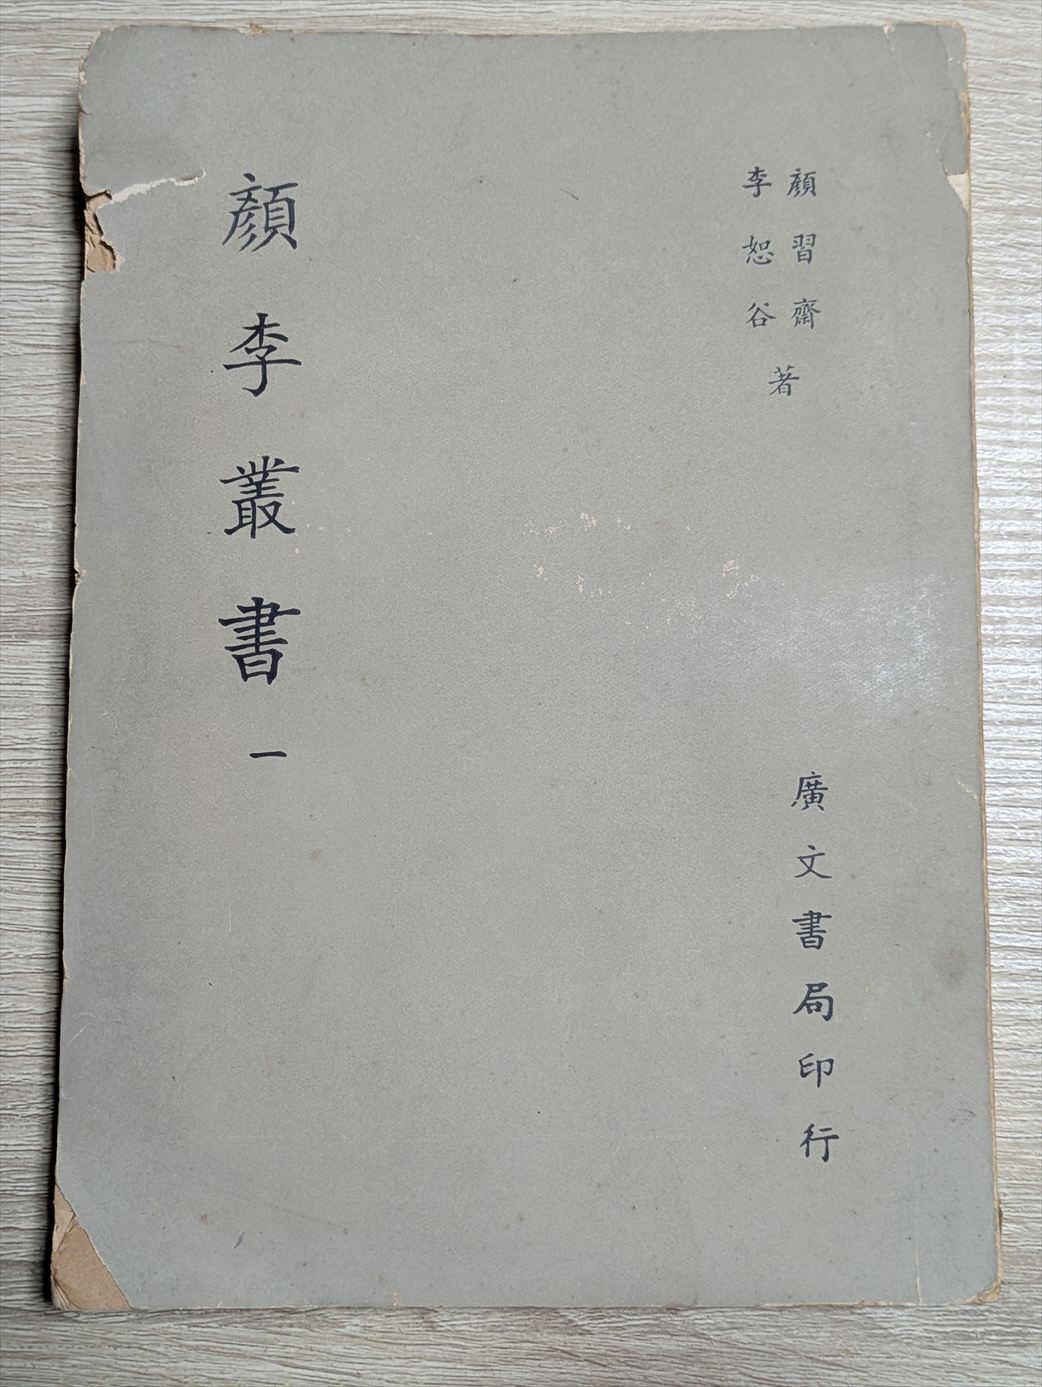 顏習齋
李恕谷
著
廣文書局印行
顏李叢書 一